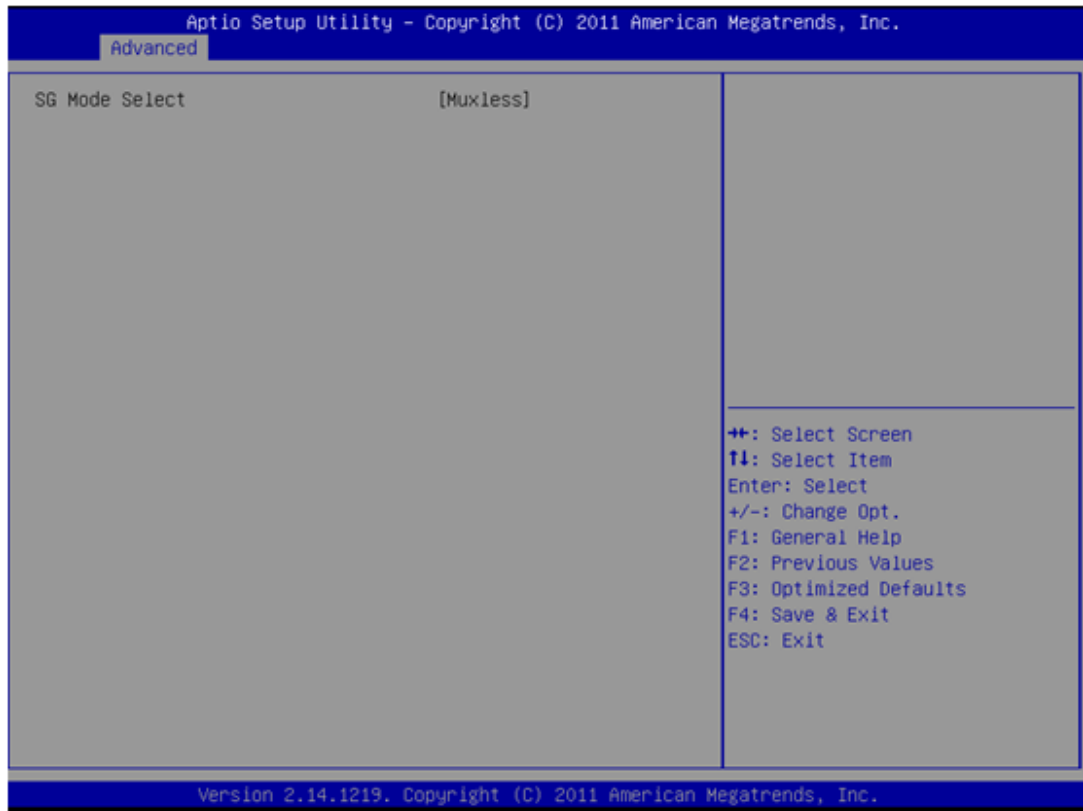 Aptio Setup Utility – Copyright (C) 2011 American Megatrends, Inc.
Advanced
SG Mode Select [Muxless]
→←: Select Screen
↑↓: Select Item
Enter: Select
+/-: Change Opt.
F1: General Help
F2: Previous Values
F3: Optimized Defaults
F4: Save & Exit
ESC: Exit
Version 2.14.1219. Copyright (C) 2011 American Megatrends, Inc.